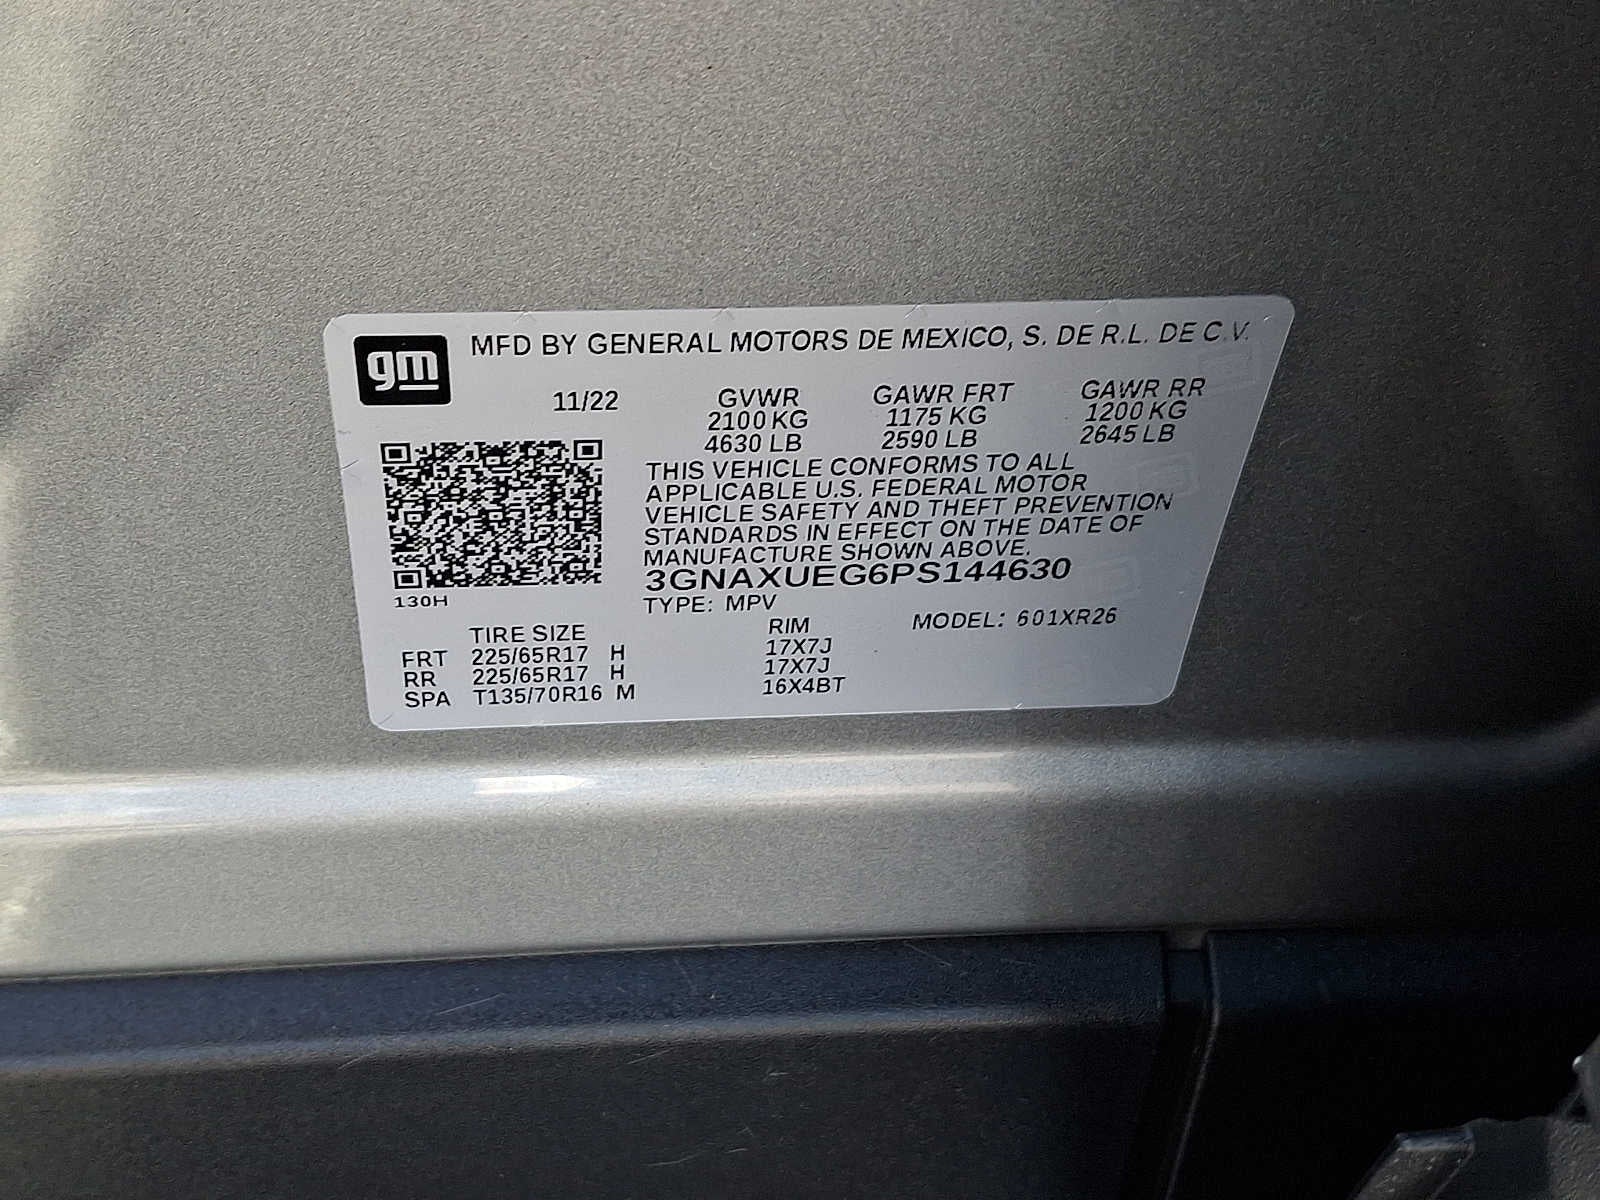 gm
MFD BY GENERAL MOTORS DE MEXICO, S. DE R.L. DE C.V.
11/22 GVWR GAWR FRT GAWR RR
2100 KG 1175 KG 1200 KG
4630 LB 2590 LB 2645 LB
THIS VEHICLE CONFORMS TO ALL
APPLICABLE U.S. FEDERAL MOTOR
VEHICLE SAFETY AND THEFT PREVENTION
STANDARDS IN EFFECT ON THE DATE OF
MANUFACTURE SHOWN ABOVE.
3GNAXUEG6PS144630
130H
TYPE: MPV MODEL: 601XR26
TIRE SIZE RIM
FRT 225/65R17 H 17X7J
RR 225/65R17 H 17X7J
SPA T135/70R16 M 16X4BT